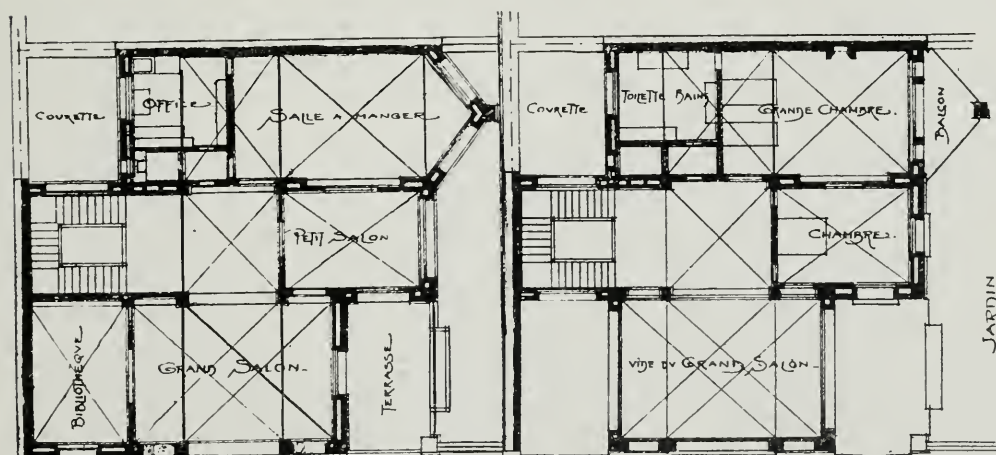 COURETTE
OFFICE
SALLE A MANGER
PETIT SALON
BIBLIOTHEQUE
GRAND SALON
TERRASSE
COURETTE
TOILETTE BAINS
GRANDE CHAMBRE
BALCON
CHAMBRE
VIDE DU GRAND SALON
JARDIN